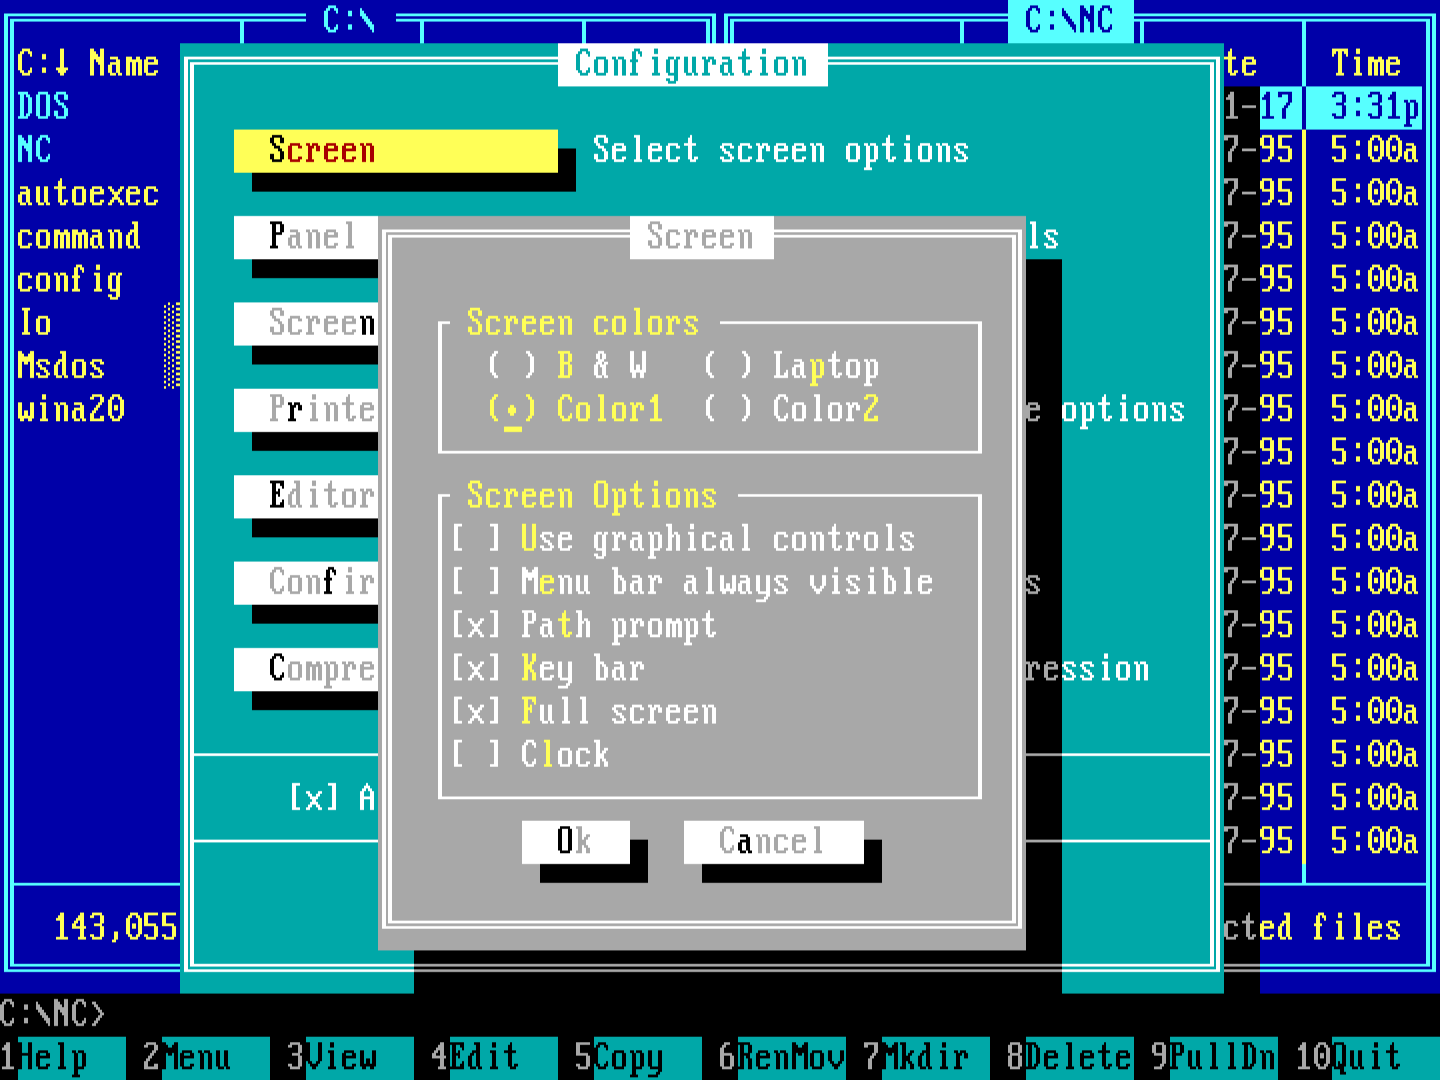 C:\ C:\NC
C:↓ Name Configuration te Time
DOS 1-17 3:31p
NC Screen Select screen options 7-95 5:00a
autoexec 7-95 5:00a
command Panel Screen ls 7-95 5:00a
config 7-95 5:00a
Io Screen Screen colors 7-95 5:00a
Msdos ( ) B & W ( ) Laptop 7-95 5:00a
wina20 Printe (•) Color1 ( ) Color2 e options 7-95 5:00a
7-95 5:00a
Editor Screen Options 7-95 5:00a
[ ] Use graphical controls 7-95 5:00a
Confir [ ] Menu bar always visible s 7-95 5:00a
[x] Path prompt 7-95 5:00a
Compre [x] Key bar ression 7-95 5:00a
[x] Full screen 7-95 5:00a
[ ] Clock 7-95 5:00a
[x] A 7-95 5:00a
Ok Cancel 7-95 5:00a
143,055 cted files
C:\NC>
1Help 2Menu 3View 4Edit 5Copy 6RenMov 7Mkdir 8Delete 9PullDn 10Quit